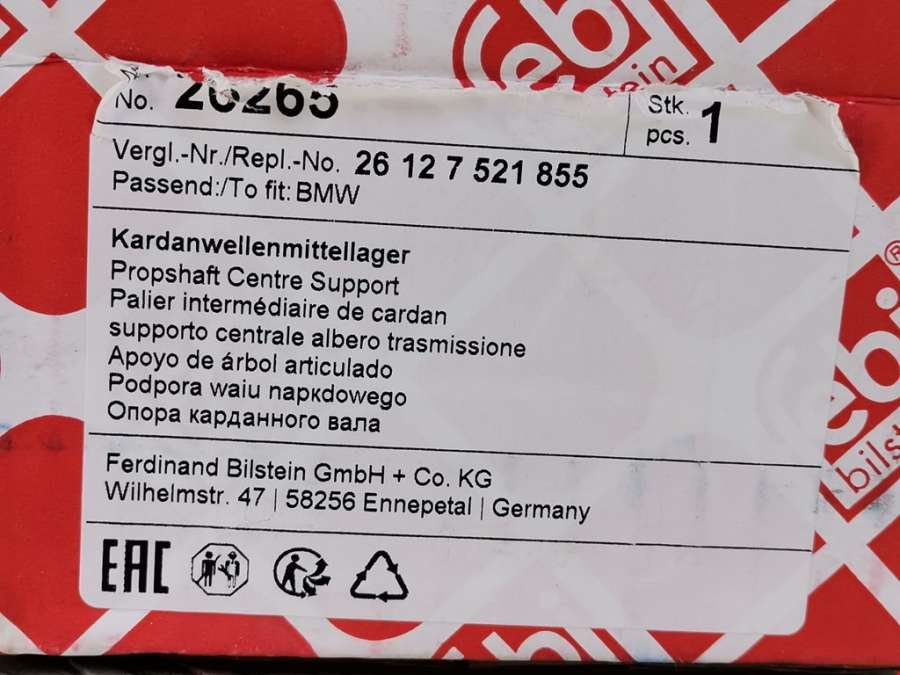 febi
bilstein
No. 26265
Stk.
pcs. 1
Vergl.-Nr./Repl.-No. 26 12 7 521 855
Passend:/To fit: BMW
Kardanwellenmittellager
Propshaft Centre Support
Palier intermédiaire de cardan
supporto centrale albero trasmissione
Apoyo de árbol articulado
Podpora waiu napкdowego
Опора карданного вала
Ferdinand Bilstein GmbH + Co. KG
Wilhelmstr. 47 | 58256 Ennepetal | Germany
EAC